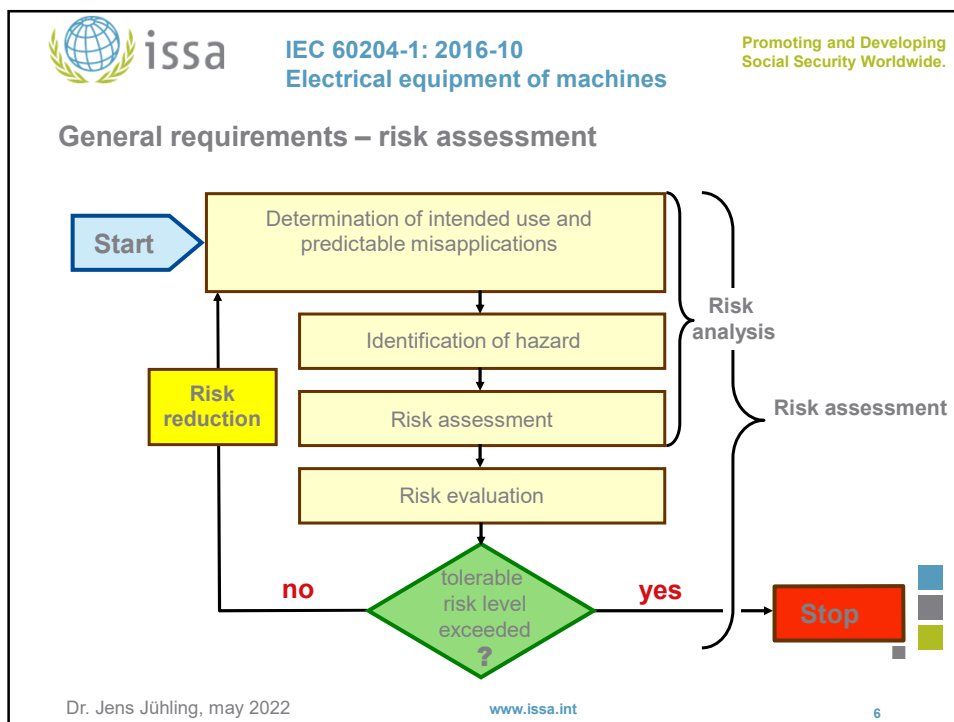 issa
IEC 60204-1: 2016-10
Electrical equipment of machines
Promoting and Developing
Social Security Worldwide.
General requirements – risk assessment
Start
Determination of intended use and
predictable misapplications
Identification of hazard
Risk
analysis
Risk
reduction
Risk assessment
Risk assessment
Risk evaluation
tolerable
risk level
exceeded
?
no
yes
Stop
Dr. Jens Jühling, may 2022
www.issa.int
6